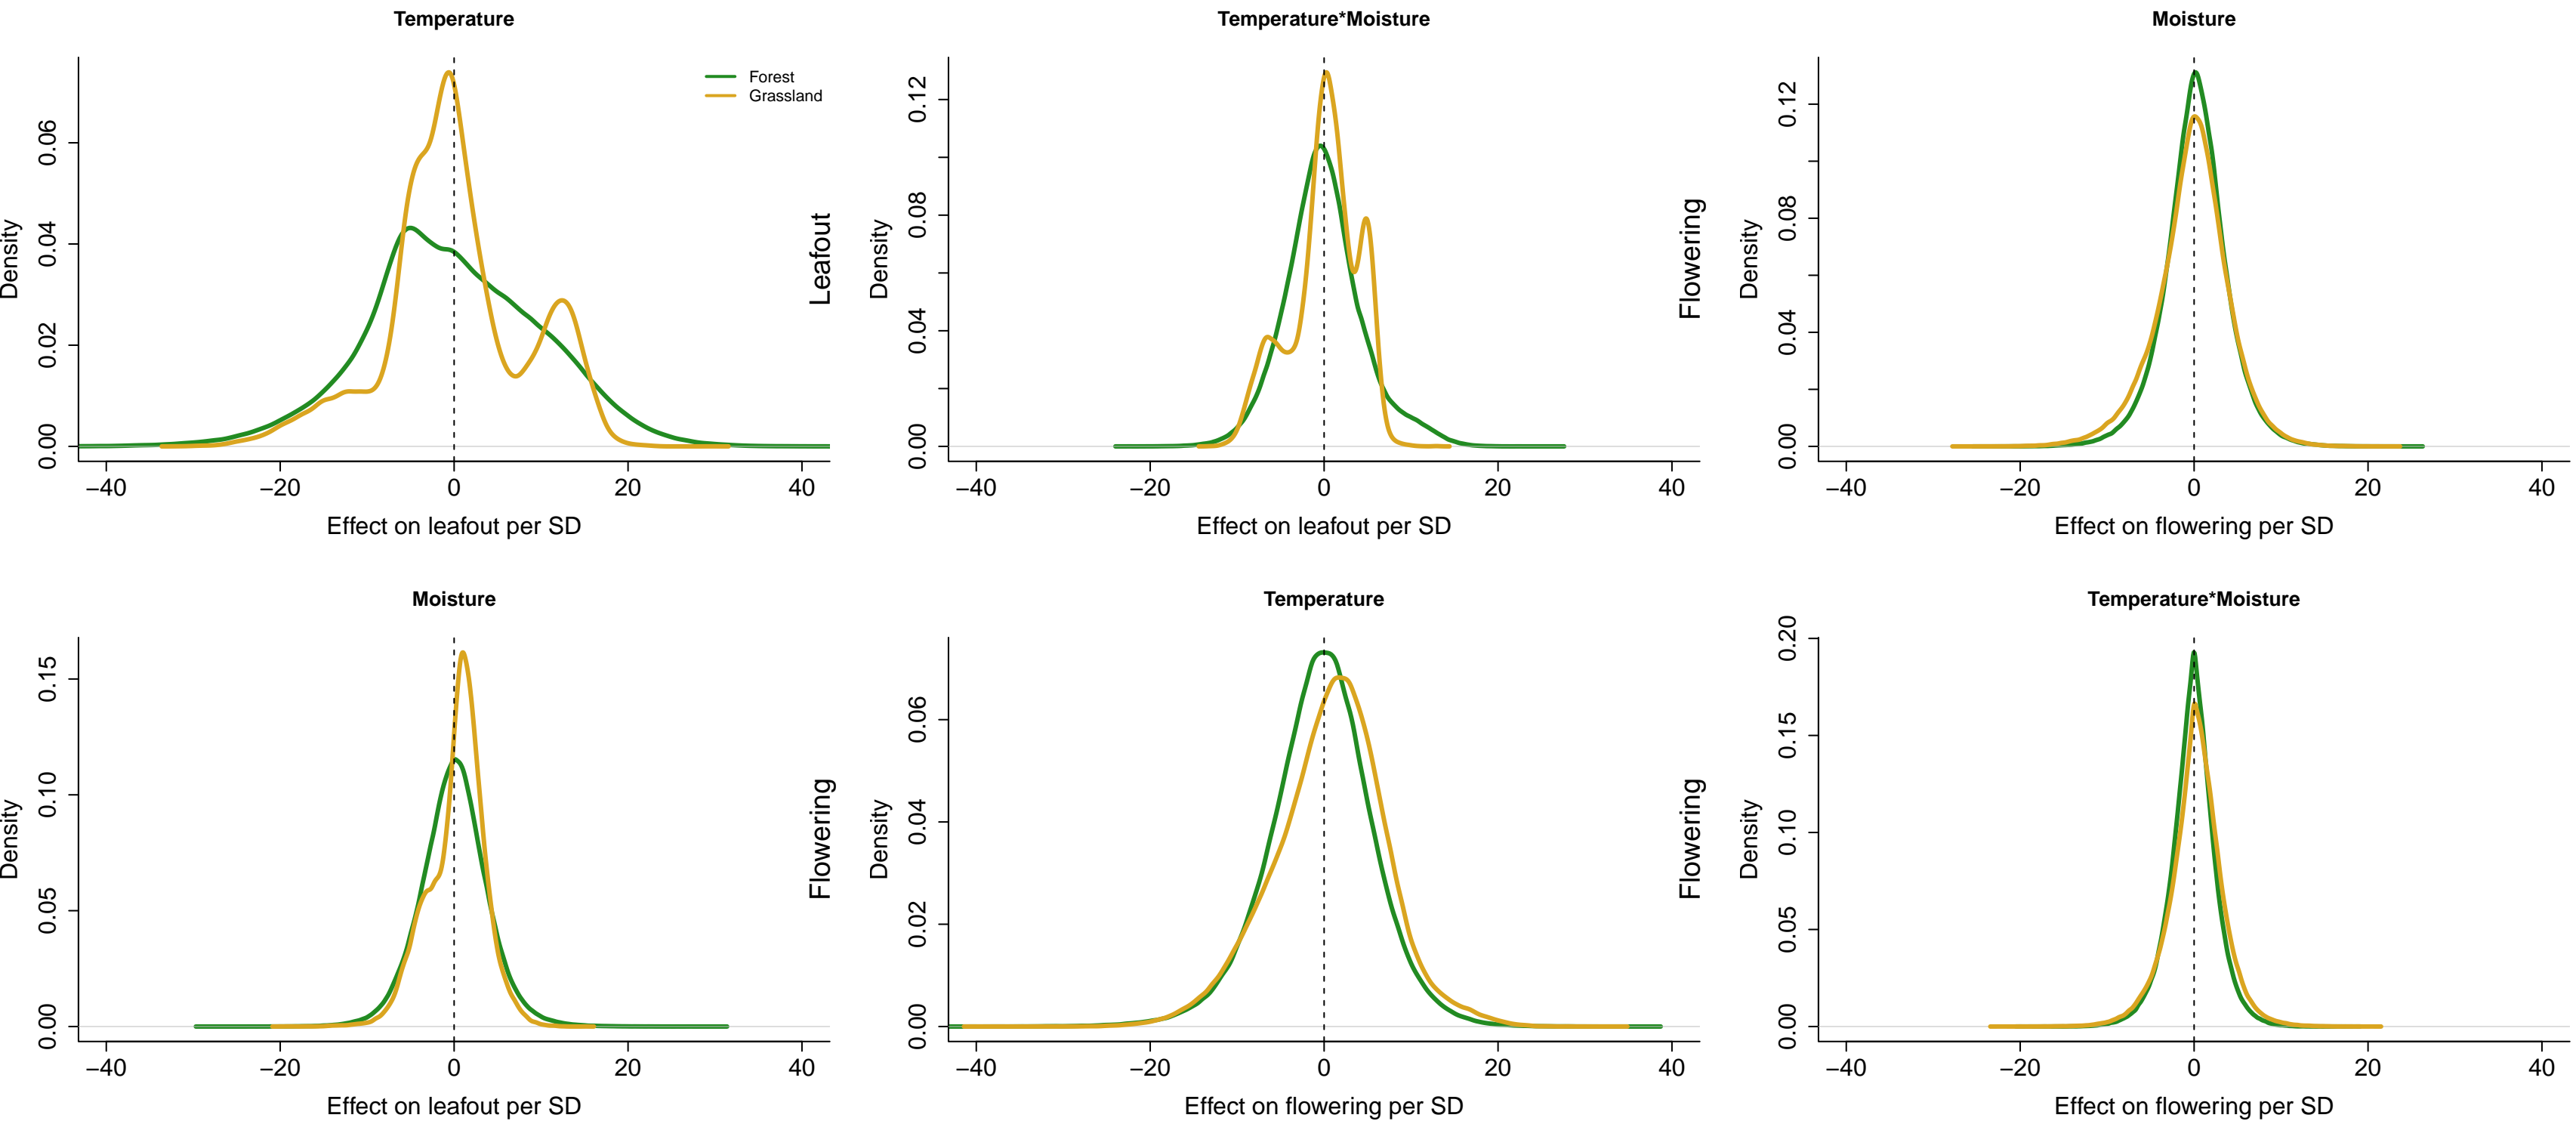 Temperature
Forest
Grassland
Density
0.00 0.02 0.04 0.06
−40 −20 0 20 40
Effect on leafout per SD
Leafout
Temperature*Moisture
Density
0.00 0.04 0.08 0.12
−40 −20 0 20 40
Effect on leafout per SD
Flowering
Moisture
Density
0.00 0.04 0.08 0.12
−40 −20 0 20 40
Effect on flowering per SD
Moisture
Density
0.00 0.05 0.10 0.15
−40 −20 0 20 40
Effect on leafout per SD
Flowering
Temperature
Density
0.00 0.02 0.04 0.06
−40 −20 0 20 40
Effect on flowering per SD
Flowering
Temperature*Moisture
Density
0.00 0.05 0.10 0.15 0.20
−40 −20 0 20 40
Effect on flowering per SD